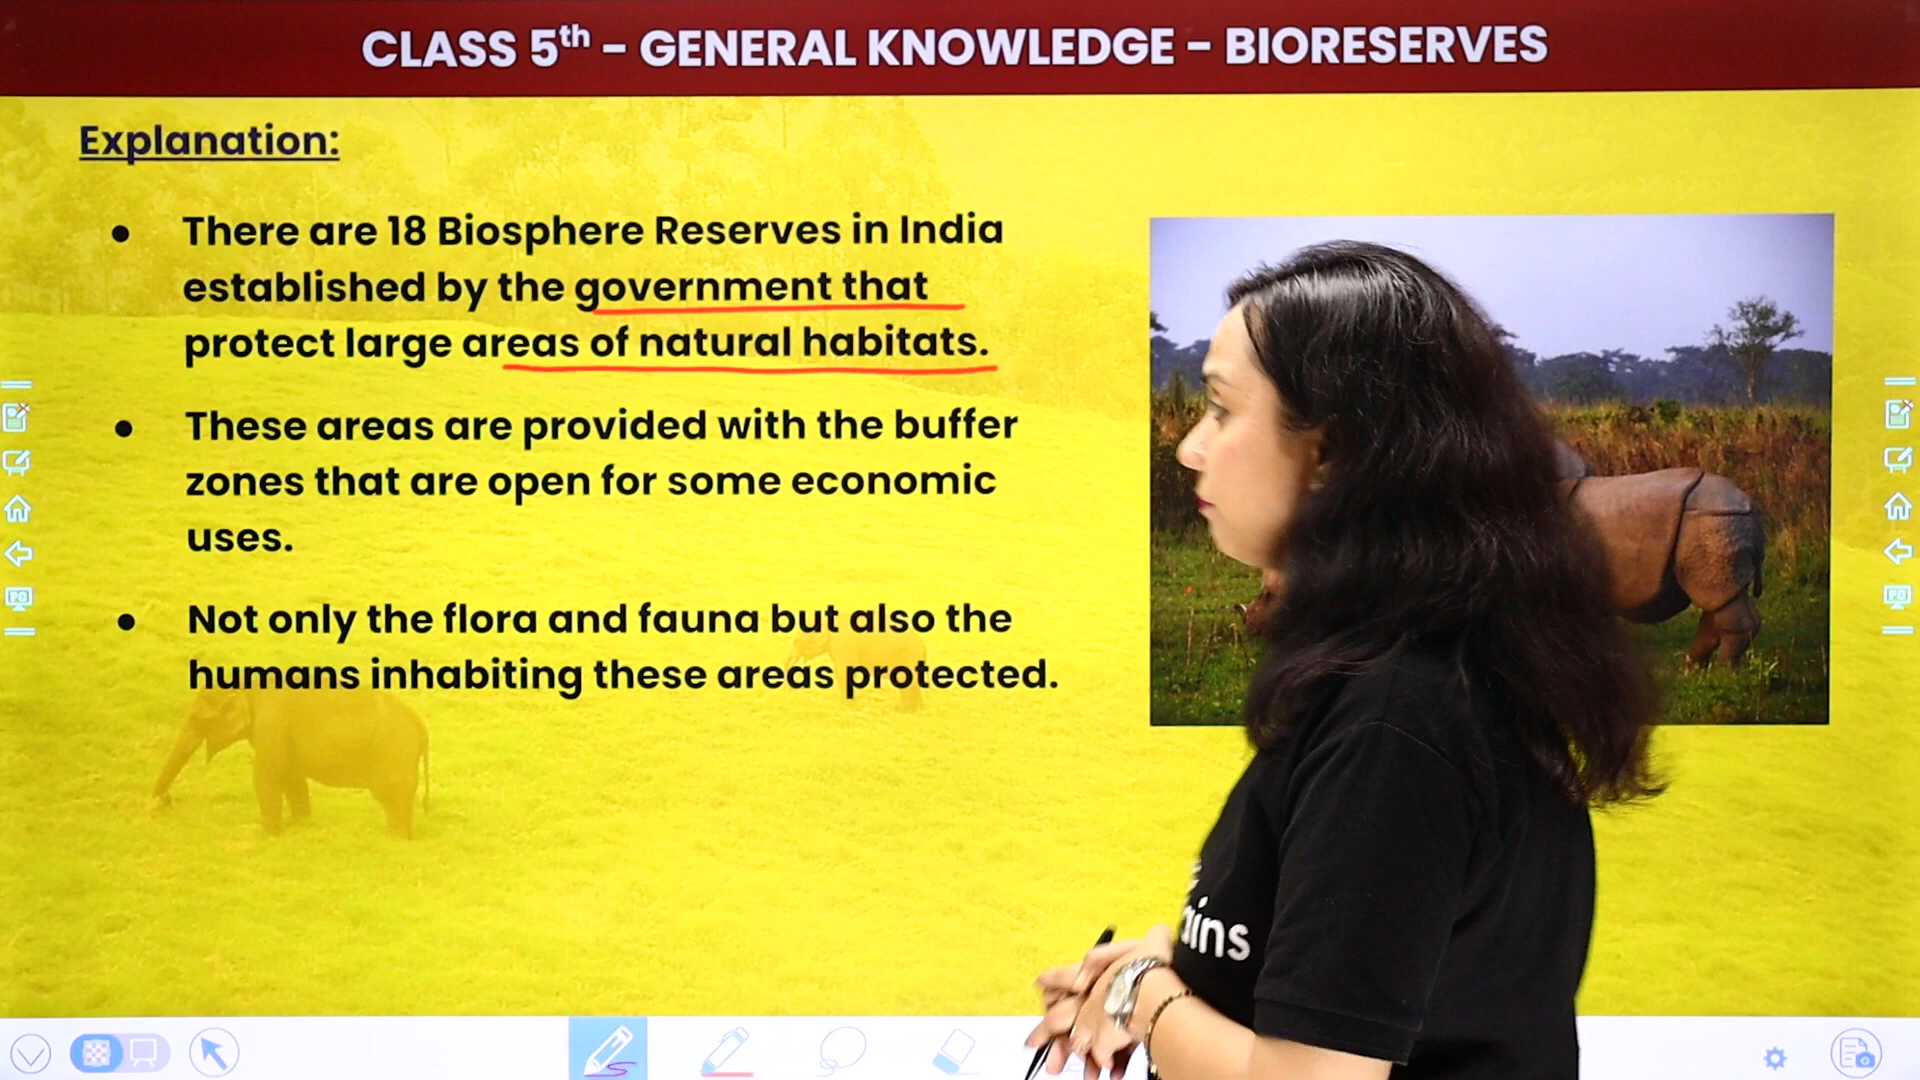 CLASS 5th - GENERAL KNOWLEDGE - BIORESERVES
Explanation:
● There are 18 Biosphere Reserves in India
established by the government that
protect large areas of natural habitats.
● These areas are provided with the buffer
zones that are open for some economic
uses.
● Not only the flora and fauna but also the
humans inhabiting these areas protected.